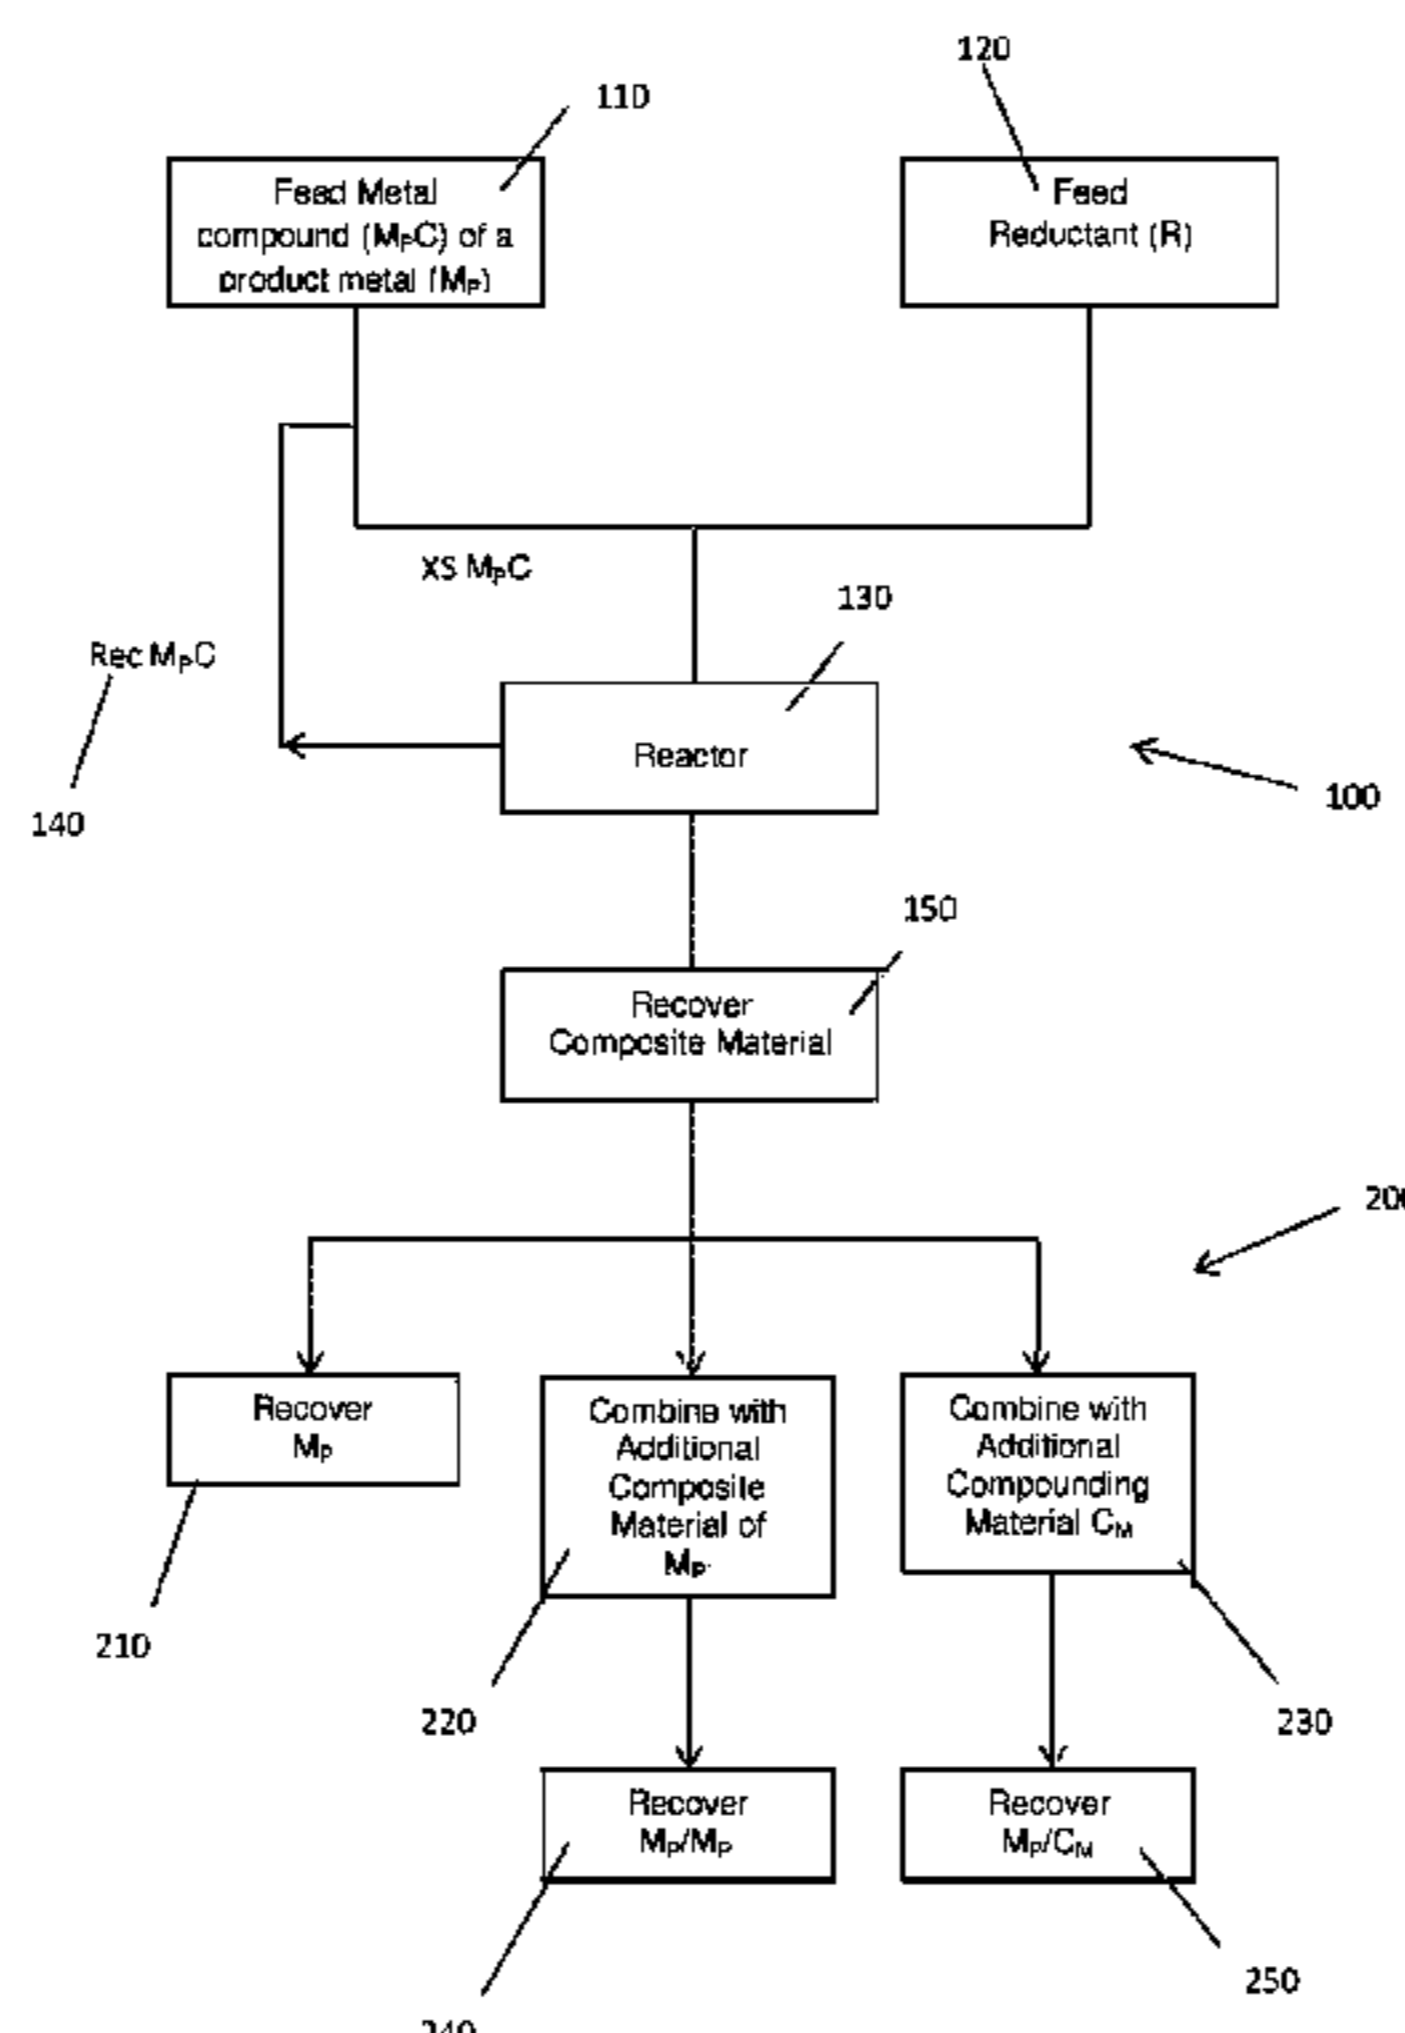 120
110
Feed Metal
compound (MPC) of a
product metal (MP)
Feed
Reductant (R)
XS MPC
130
Rec MPC
Reactor
140
100
150
Recover
Composite Material
200
Recover
MP
Combine with
Additional
Composite
Material of
MP'
Combine with
Additional
Compounding
Material CM
210
220
230
Recover
MP/MP
Recover
MP/CM
250
240